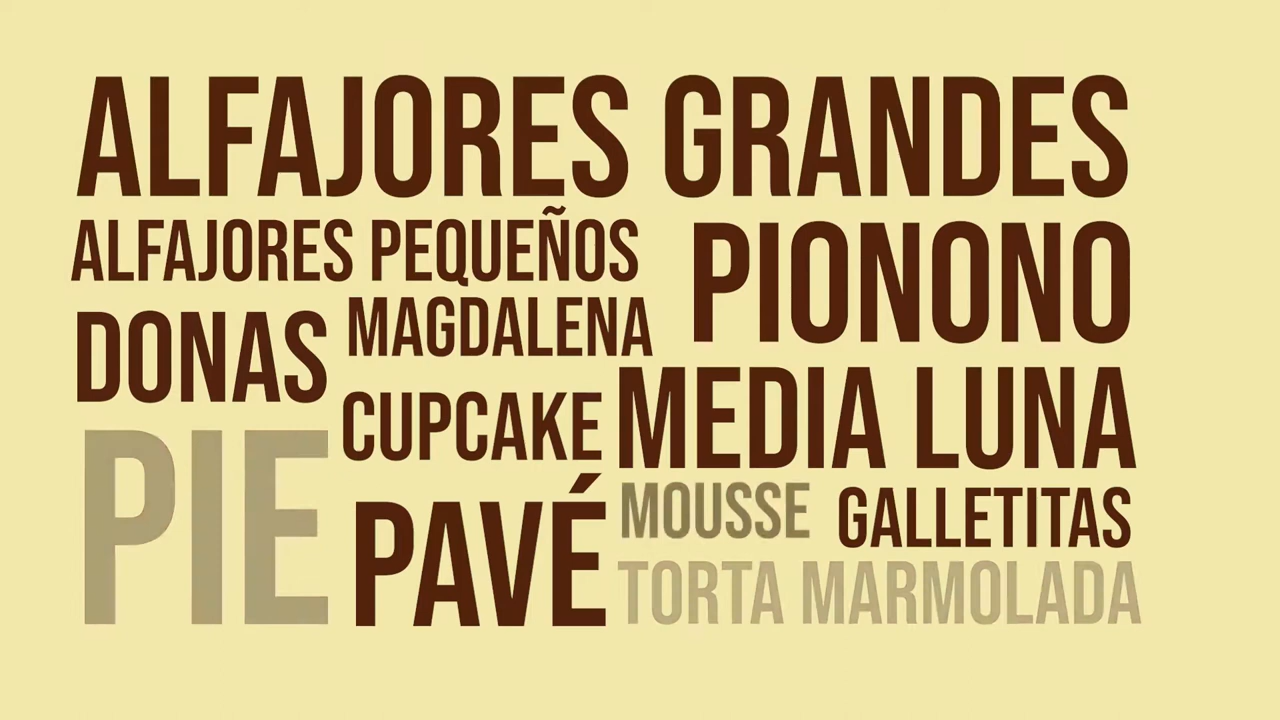 ALFAJORES GRANDES
ALFAJORES PEQUEÑOS
PIONONO
DONAS
MAGDALENA
CUPCAKE
MEDIA LUNA
PIE
PAVÉ
MOUSSE
GALLETITAS
TORTA MARMOLADA